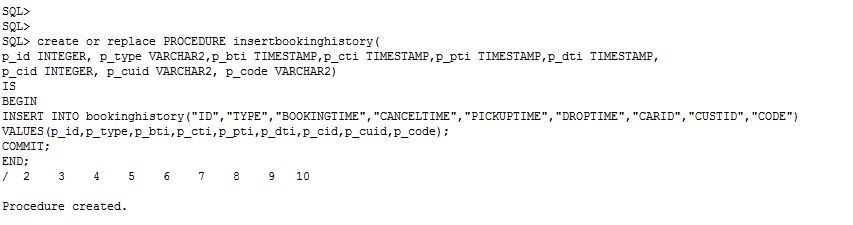 SQL>
SQL>
SQL> create or replace PROCEDURE insertbookinghistory(
p_id INTEGER, p_type VARCHAR2,p_bti TIMESTAMP,p_cti TIMESTAMP,p_pti TIMESTAMP,p_dti TIMESTAMP,
p_cid INTEGER, p_cuid VARCHAR2, p_code VARCHAR2)
IS
BEGIN
INSERT INTO bookinghistory("ID","TYPE","BOOKINGTIME","CANCELTIME","PICKUPTIME","DROPTIME","CARID","CUSTID","CODE")
VALUES(p_id,p_type,p_bti,p_cti,p_pti,p_dti,p_cid,p_cuid,p_code);
COMMIT;
END;
/  2    3    4    5    6    7    8    9   10
Procedure created.